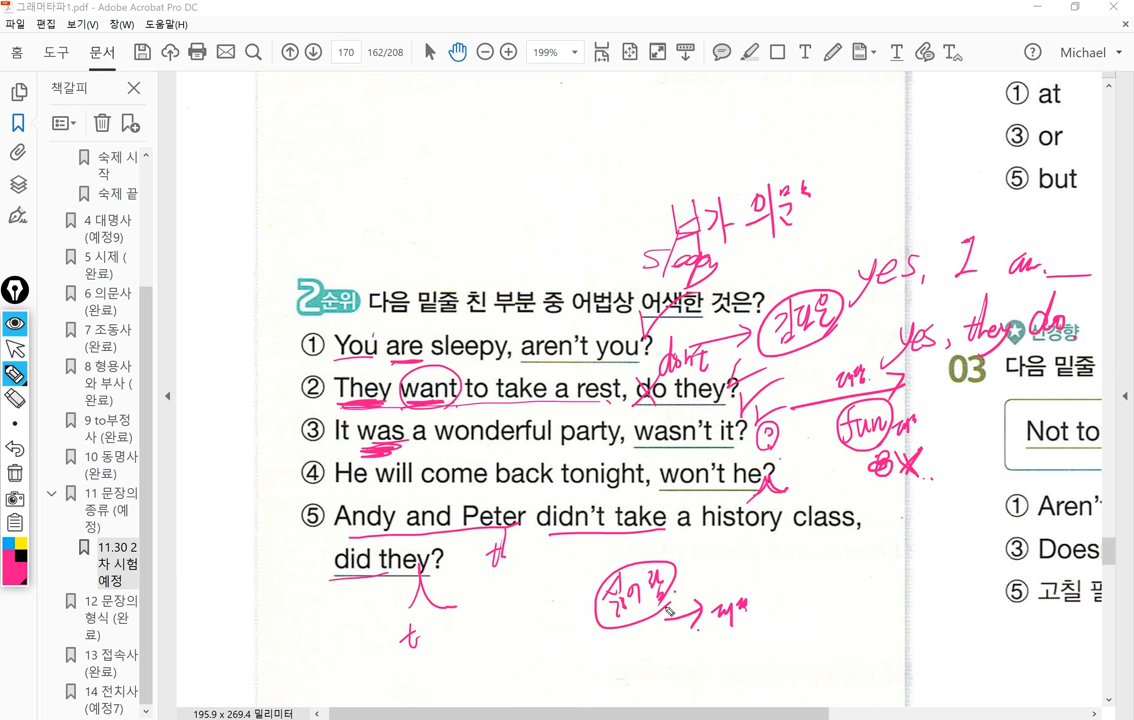 그래머타파1.pdf - Adobe Acrobat Pro DC
파일 편집 보기(V) 창(W) 도움말(H)
홈 도구 문서 170 162/208 199% Michael
책갈피
숙제 시작
숙제 끝
4 대명사 (예정9)
5 시제 (완료)
6 의문사 (완료)
7 조동사 (완료)
8 형용사와 부사 (완료)
9 to부정사 (완료)
10 동명사 (완료)
11 문장의 종류 (예정)
11.30 2차 시험 예정
12 문장의 형식 (완료)
13 접속사 (완료)
14 전치사 (예정7)
부가 의문
sleepy
yes, I am.
2순위 다음 밑줄 친 부분 중 어법상 어색한 것은?
yes, they do
① You are sleepy, aren't you?
don't
② They want to take a rest, do they?
③ It was a wonderful party, wasn't it?
fun
④ He will come back tonight, won't he?
⑤ Andy and Peter didn't take a history class,
did they?
th
t
① at
③ or
⑤ but
신경향
03 다음 밑줄
Not to
① Aren'
③ Does
⑤ 고칠 필
195.9 x 269.4 밀리미터